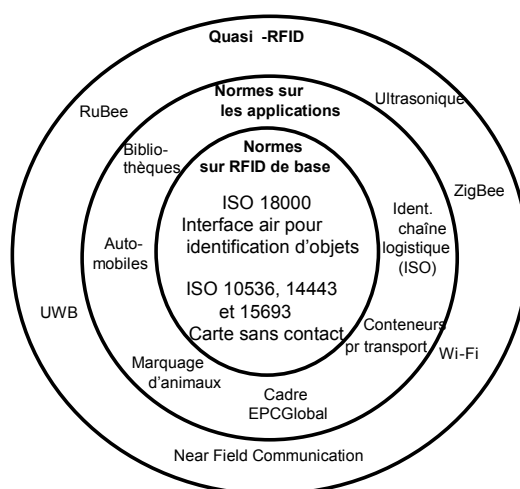 Quasi -RFID
Ultrasonique
RuBee
ZigBee
UWB
Wi-Fi
Near Field Communication
Normes sur
les applications
Biblio-
thèques
Ident.
chaîne
logistique
(ISO)
Auto-
mobiles
Conteneurs
pr transport
Marquage
d'animaux
Cadre
EPCGlobal
Normes
sur RFID de base
ISO 18000
Interface air pour
identification d'objets
ISO 10536, 14443
et 15693
Carte sans contact